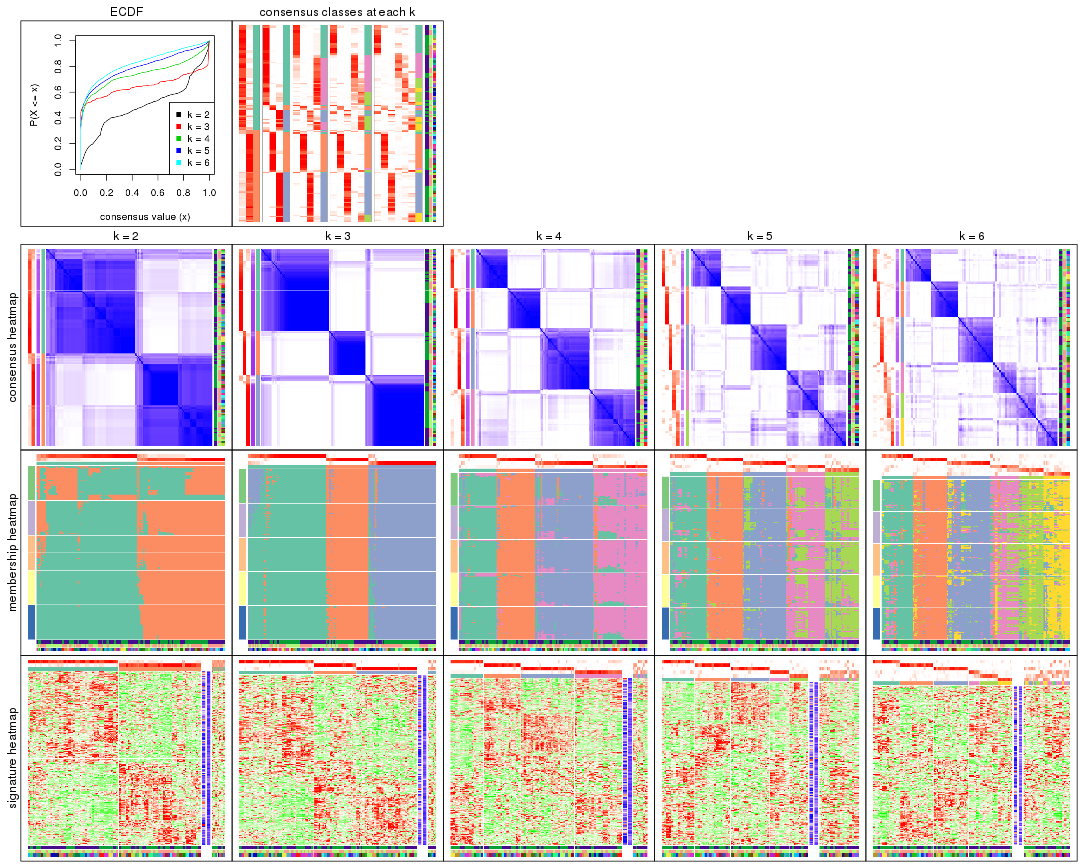 ECDF
consensus classes at each k
P(X <= x)
0.0 0.2 0.4 0.6 0.8 1.0
k = 2
k = 3
k = 4
k = 5
k = 6
0.0 0.2 0.4 0.6 0.8 1.0
consensus value (x)
k = 2 k = 3 k = 4 k = 5 k = 6
consensus heatmap
membership heatmap
signature heatmap